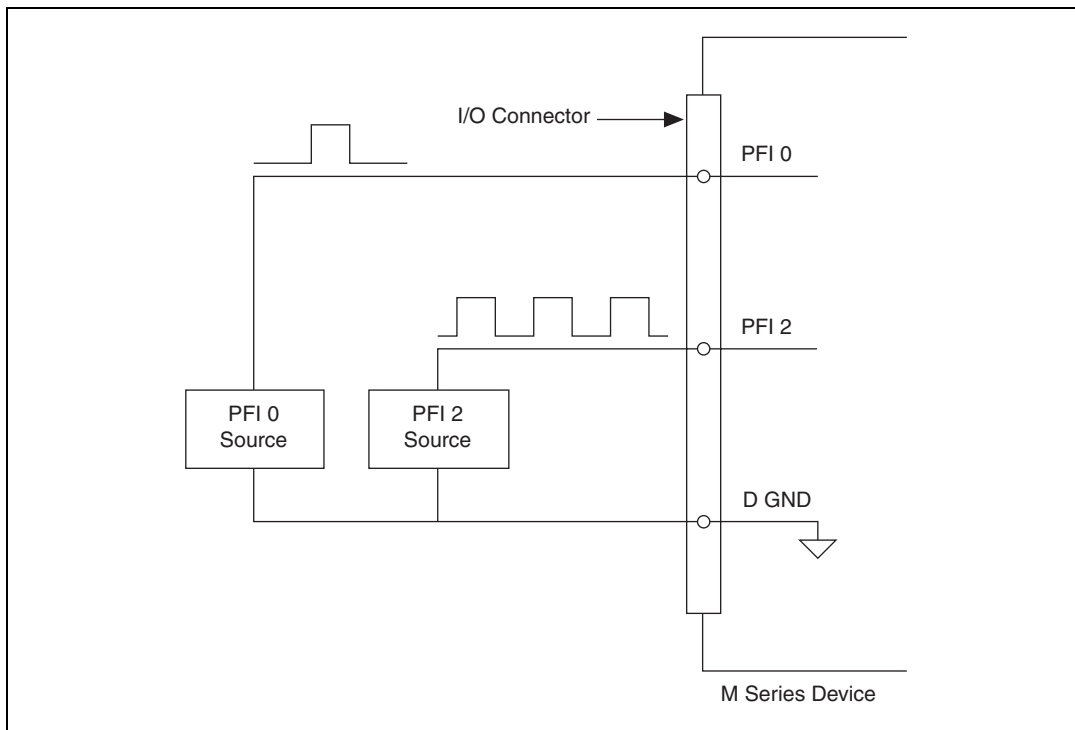 I/O Connector
PFI 0
PFI 2
PFI 0
Source
PFI 2
Source
D GND
M Series Device